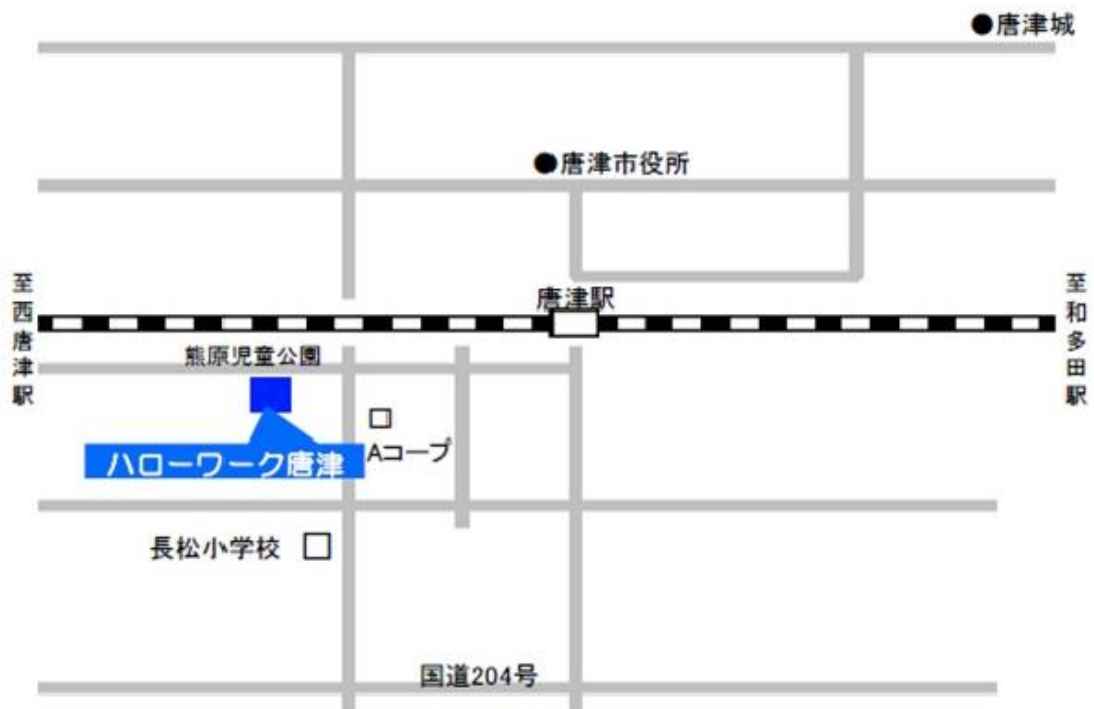 ●唐津城
●唐津市役所
至西唐津駅
唐津駅
至和多田駅
熊原児童公園
□
Aコープ
ハローワーク唐津
長松小学校 □
国道204号